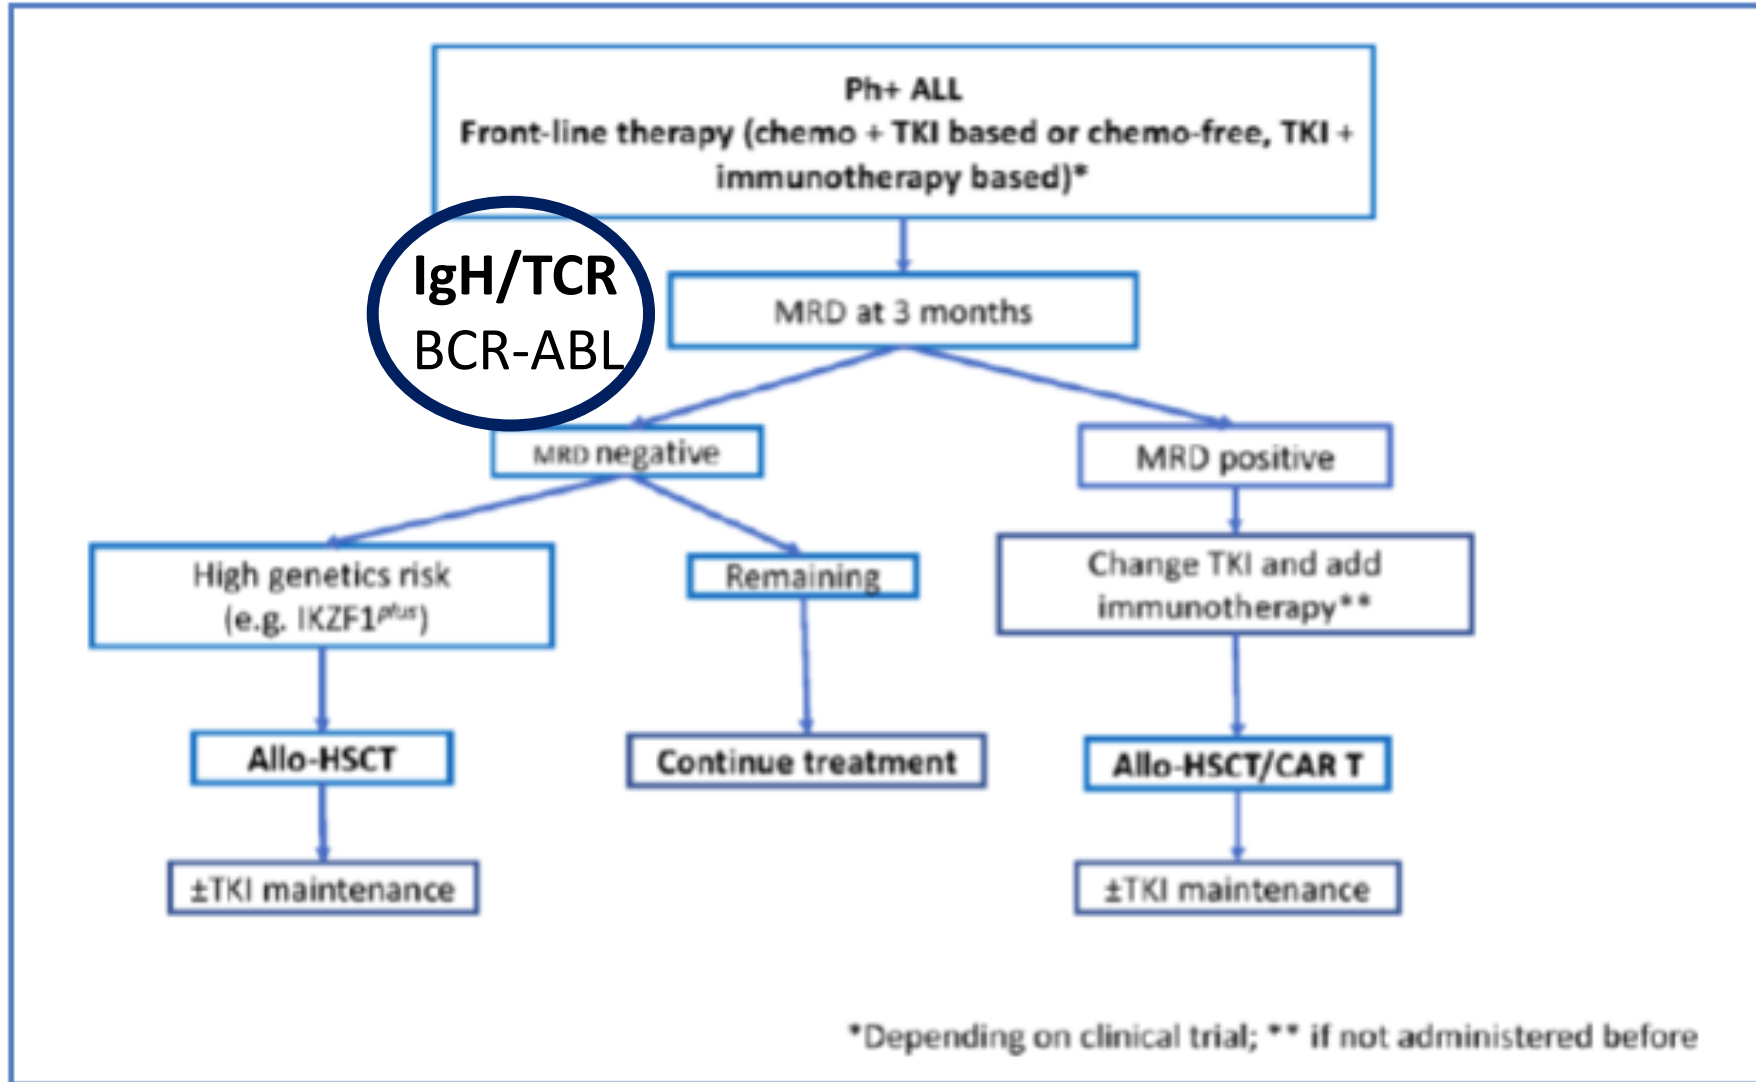 Ph+ ALL
Front-line therapy (chemo + TKI based or chemo-free, TKI +
immunotherapy based)*
IgH/TCR
BCR-ABL
MRD at 3 months
MRD negative
MRD positive
High genetics risk
(e.g. IKZF1plus)
Remaining
Change TKI and add
immunotherapy**
Allo-HSCT
Continue treatment
Allo-HSCT/CAR T
±TKI maintenance
±TKI maintenance
*Depending on clinical trial; ** if not administered before